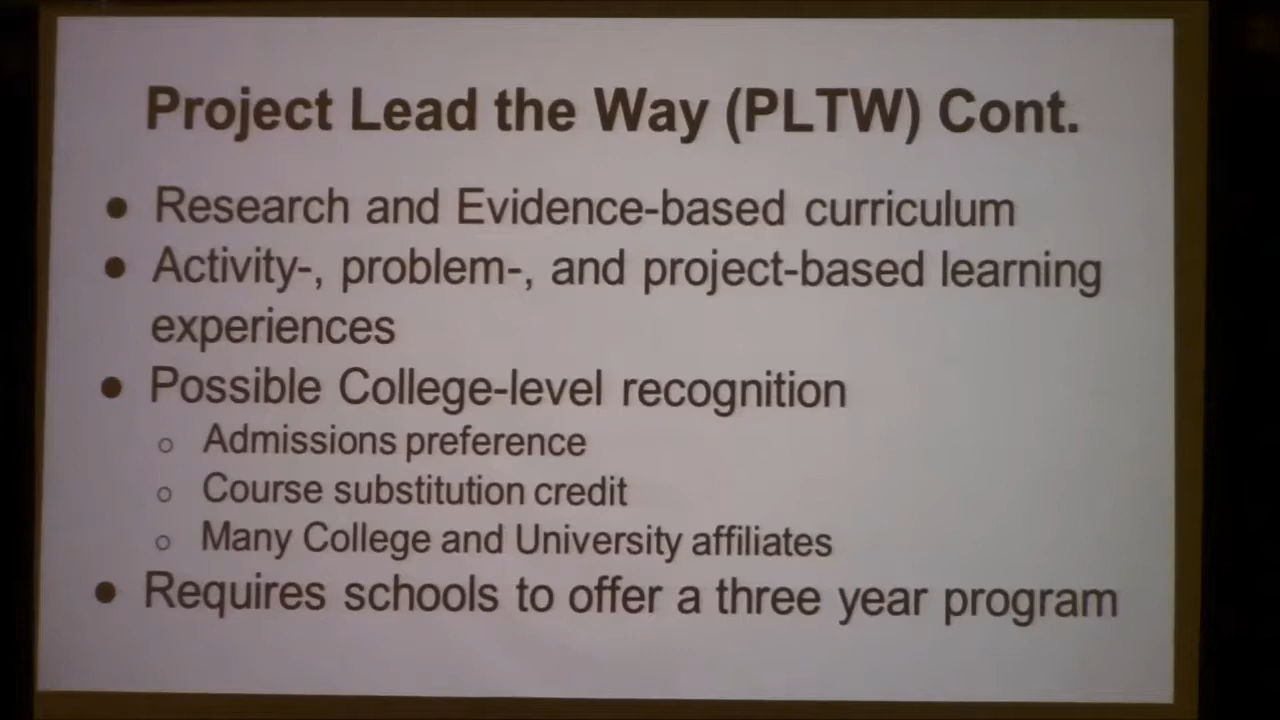 Project Lead the Way (PLTW) Cont.
● Research and Evidence-based curriculum
● Activity-, problem-, and project-based learning
experiences
● Possible College-level recognition
○ Admissions preference
○ Course substitution credit
○ Many College and University affiliates
● Requires schools to offer a three year program